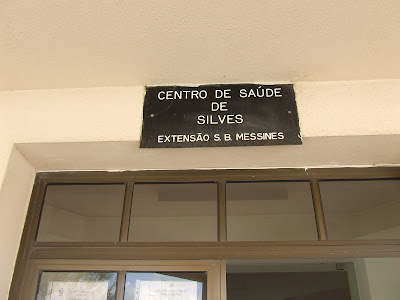 CENTRO DE SAÚDE
DE
SILVES
EXTENSÃO S. B. MESSINES